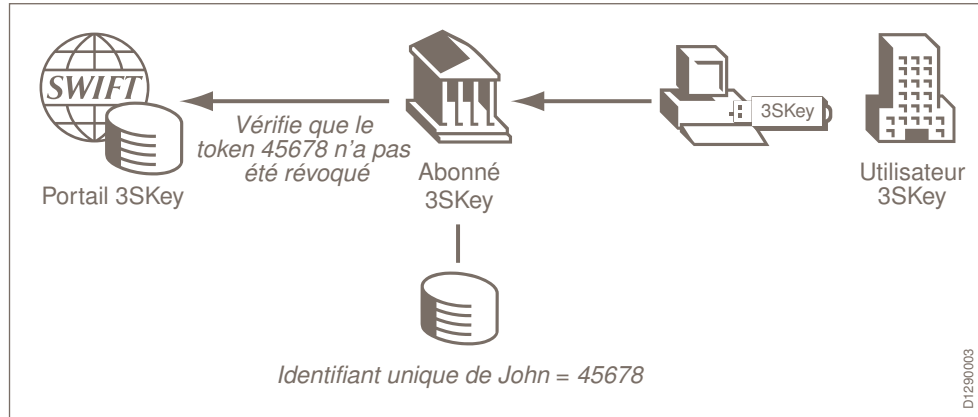 SWIFT
Portail 3SKey
Vérifie que le
token 45678 n'a pas
été révoqué
Abonné
3SKey
3SKey
Utilisateur
3SKey
Identifiant unique de John = 45678
D1290003